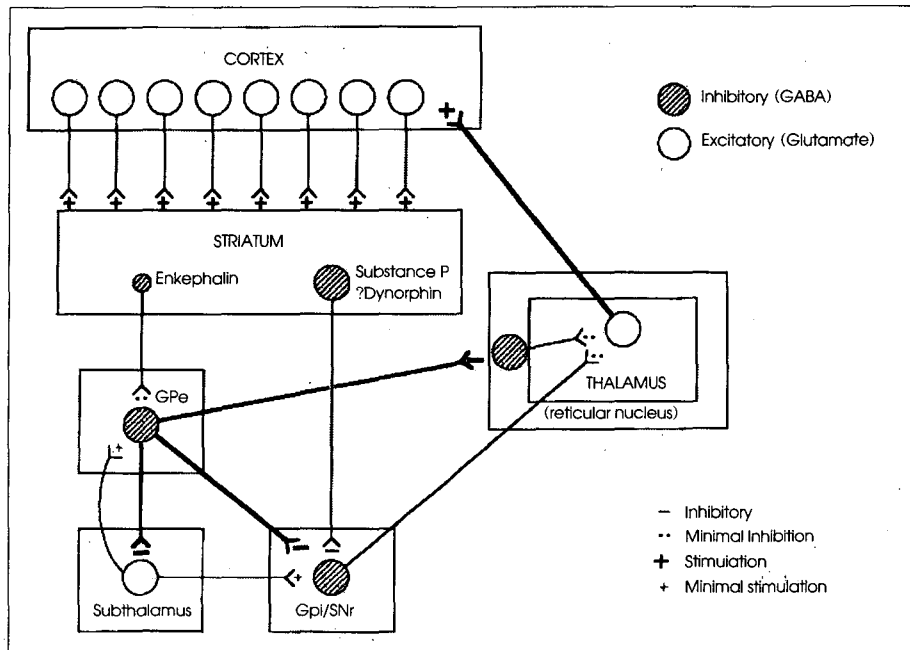 CORTEX
Inhibitory (GABA)
Excitatory (Glutamate)
STRIATUM
Enkephalin
Substance P
?Dynorphin
GPe
THALAMUS
(reticular nucleus)
Subthalamus
Gpi/SNr
Inhibitory
Minimal Inhibition
Stimulation
Minimal stimulation